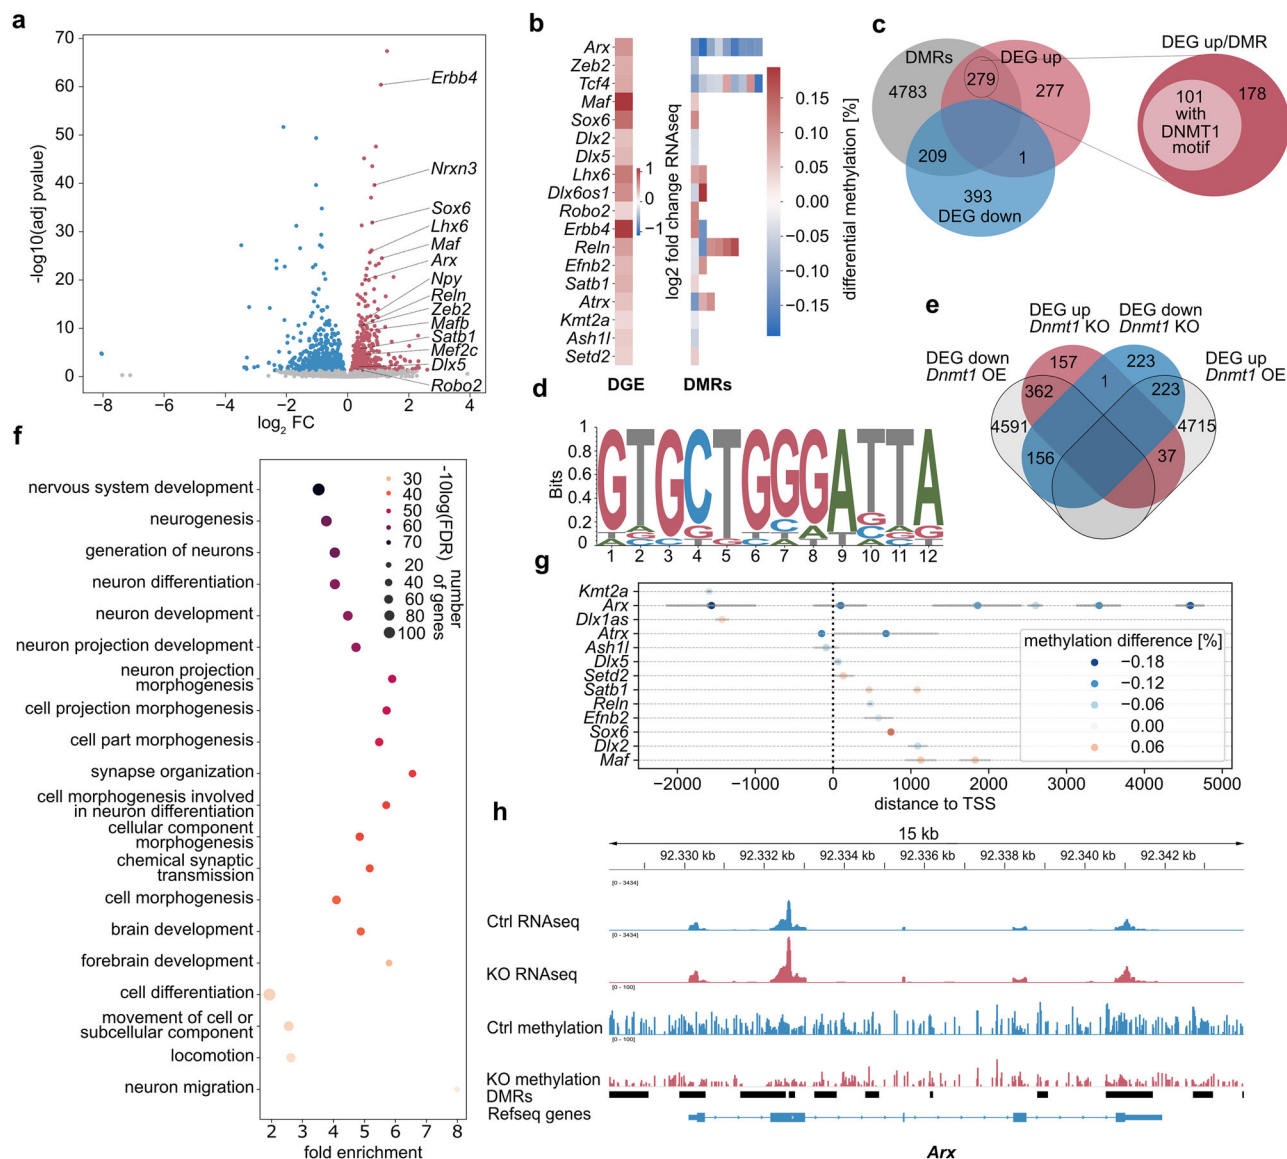 a
70
60
50
40
30
20
10
0
-log10(adj pvalue)
−8
−6
−4
−2
0
2
4
log2 FC
Erbb4
Nrxn3
Sox6
Lhx6
Maf
Arx
Npy
Reln
Zeb2
Mafb
Satb1
Mef2c
Dlx5
Robo2
b
Arx
Zeb2
Tcf4
Maf
Sox6
Dlx2
Dlx5
Lhx6
Dlx6os1
Robo2
Erbb4
Reln
Efnb2
Satb1
Atrx
Kmt2a
Ash1l
Setd2
DGE
DMRs
1
0
−1
log2 fold change RNAseq
0.15
0.10
0.05
0.00
−0.05
−0.10
−0.15
differential methylation [%]
c
DMRs
DEG up
4783
279
277
209
1
393
DEG down
DEG up/DMR
101
with
DNMT1
motif
178
d
Bits
1
0.8
0.6
0.4
0.2
0
GTGCTGGGATTA
1 2 3 4 5 6 7 8 9 10 11 12
e
DEG up
Dnmt1 KO
DEG down
Dnmt1 KO
DEG down
Dnmt1 OE
DEG up
Dnmt1 OE
157
1
223
362
223
4591
4715
156
37
f
nervous system development
neurogenesis
generation of neurons
neuron differentiation
neuron development
neuron projection development
neuron projection
morphogenesis
cell projection morphogenesis
cell part morphogenesis
synapse organization
cell morphogenesis involved
in neuron differentiation
cellular component
morphogenesis
chemical synaptic
transmission
cell morphogenesis
brain development
forebrain development
cell differentiation
movement of cell or
subcellular component
locomotion
neuron migration
30
40
50
60
70
-10log(FDR)
20
40
60
80
100
number
of genes
2 3 4 5 6 7 8
fold enrichment
g
Kmt2a
Arx
Dlx1as
Atrx
Ash1l
Dlx5
Setd2
Satb1
Reln
Efnb2
Sox6
Dlx2
Maf
methylation difference [%]
−0.18
−0.12
−0.06
0.00
0.06
−2000
−1000
0
1000
2000
3000
4000
5000
distance to TSS
h
15 kb
92.330 kb
92.332 kb
92.334 kb
92.336 kb
92.338 kb
92.340 kb
92.342 kb
[0 - 3434]
Ctrl RNAseq
[0 - 3434]
KO RNAseq
[0 - 100]
Ctrl methylation
[0 - 100]
KO methylation
DMRs
Refseq genes
Arx